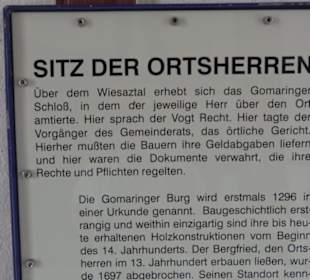 SITZ DER ORTSHERREN
Über dem Wiesaztal erhebt sich das Gomaringer
Schloß, in dem der jeweilige Herr über den Ort
amtierte. Hier sprach der Vogt Recht. Hier tagte der
Vorgänger des Gemeinderats, das örtliche Gericht.
Hierher mußten die Bauern ihre Geldabgaben liefern
und hier waren die Dokumente verwahrt, die ihre
Rechte und Pflichten regelten.
Die Gomaringer Burg wird erstmals 1296 in
einer Urkunde genannt. Baugeschichtlich erst-
rangig und weithin einzigartig sind ihre bis heu-
te erhaltenen Holzkonstruktionen vom Beginn
des 14. Jahrhunderts. Der Bergfried, den Orts-
herren im 13. Jahrhundert erbauen ließen, wur-
de 1697 abgebrochen. Seinen Standort kenn-